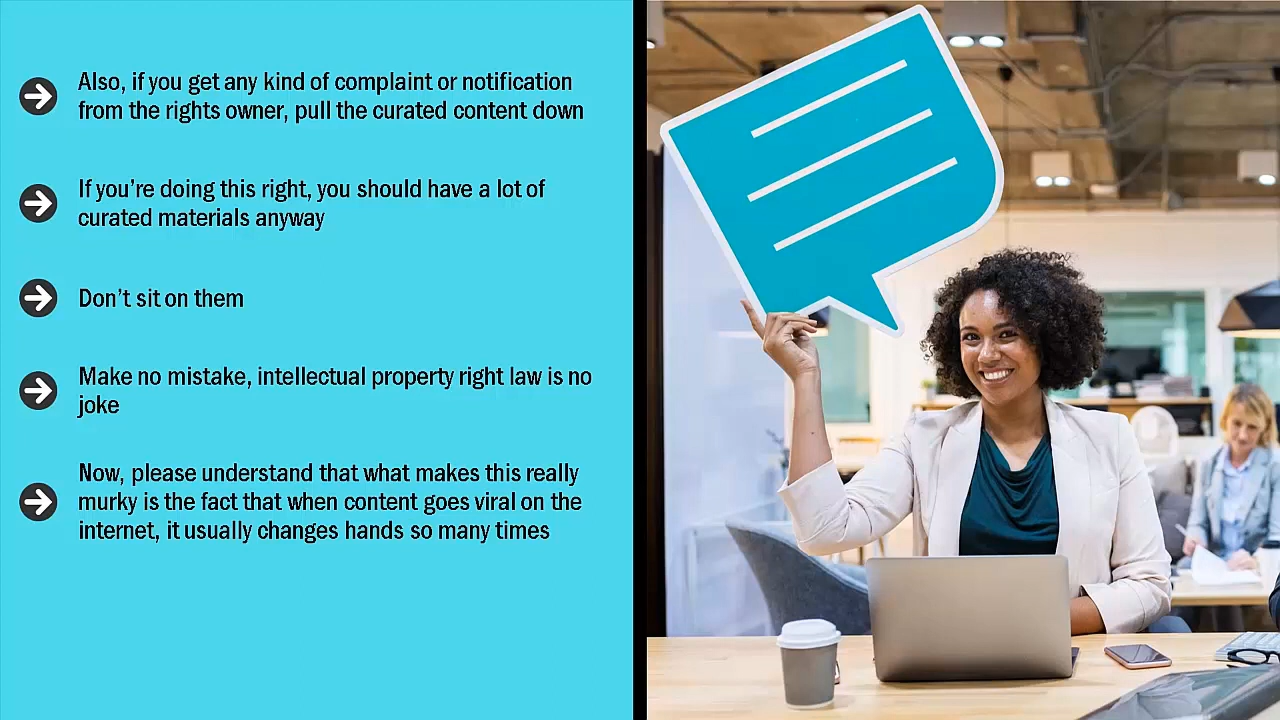 Also, if you get any kind of complaint or notification
from the rights owner, pull the curated content down
If you're doing this right, you should have a lot of
curated materials anyway
Don't sit on them
Make no mistake, intellectual property right law is no
joke
Now, please understand that what makes this really
murky is the fact that when content goes viral on the
internet, it usually changes hands so many times